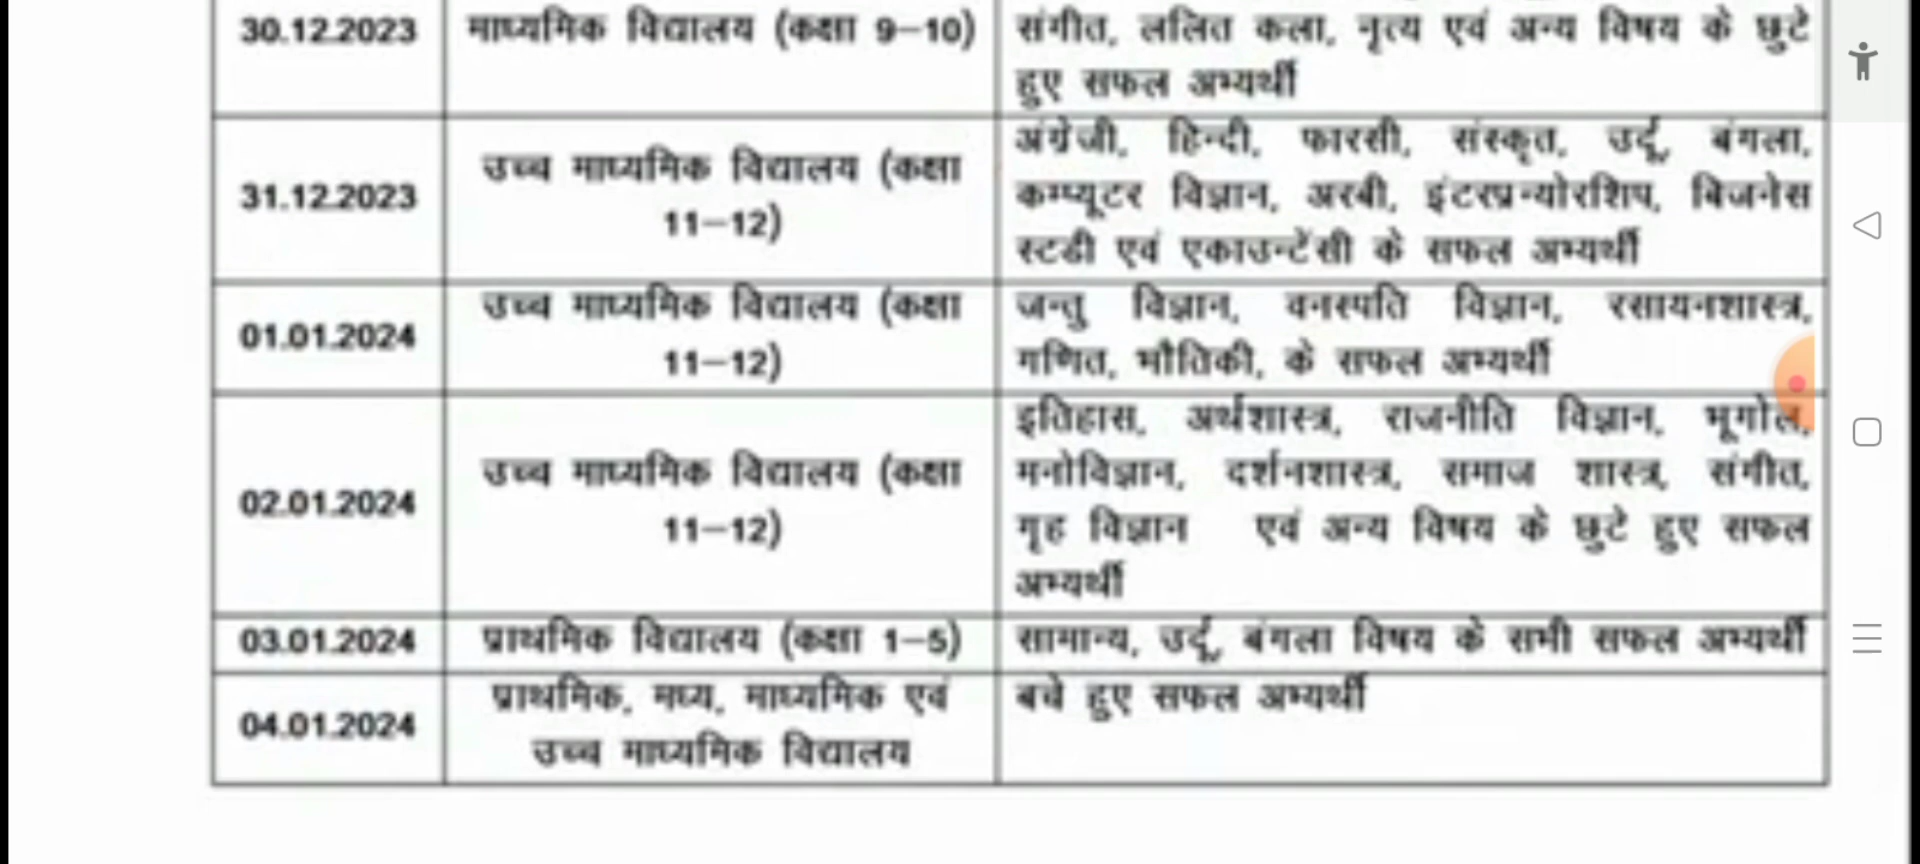 30.12.2023 माध्यमिक विद्यालय (कक्षा 9–10) संगीत, ललित कला, नृत्य एवं अन्य विषय के छुटे
हुए सफल अभ्यर्थी
31.12.2023
उच्च माध्यमिक विद्यालय (कक्षा
11–12)
अंग्रेजी, हिन्दी, फारसी, संस्कृत, उर्दू, बंगला,
कम्प्यूटर विज्ञान, अरबी, इंटरप्रन्योरशिप, बिजनेस
स्टडी एवं एकाउन्टेंसी के सफल अभ्यर्थी
01.01.2024
उच्च माध्यमिक विद्यालय (कक्षा
11–12)
जन्तु विज्ञान, वनस्पति विज्ञान, रसायनशास्त्र,
गणित, भौतिकी, के सफल अभ्यर्थी
02.01.2024
उच्च माध्यमिक विद्यालय (कक्षा
11–12)
इतिहास, अर्थशास्त्र, राजनीति विज्ञान, भूगोल,
मनोविज्ञान, दर्शनशास्त्र, समाज शास्त्र, संगीत,
गृह विज्ञान एवं अन्य विषय के छुटे हुए सफल
अभ्यर्थी
03.01.2024 प्राथमिक विद्यालय (कक्षा 1–5) सामान्य, उर्दू, बंगला विषय के सभी सफल अभ्यर्थी
04.01.2024
प्राथमिक, मध्य, माध्यमिक एवं
उच्च माध्यमिक विद्यालय
बचे हुए सफल अभ्यर्थी